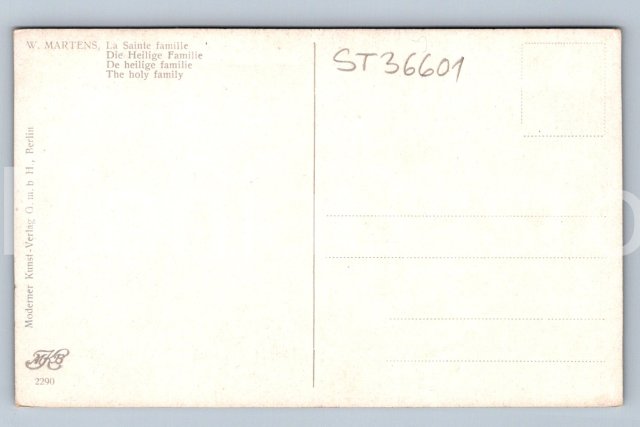 W. MARTENS, La Sainte famille
Die Heilige Familie
De heilige familie
The holy family
ST36601
Moderner Kunst-Verlag G. m. b H., Berlin
MKB
2290